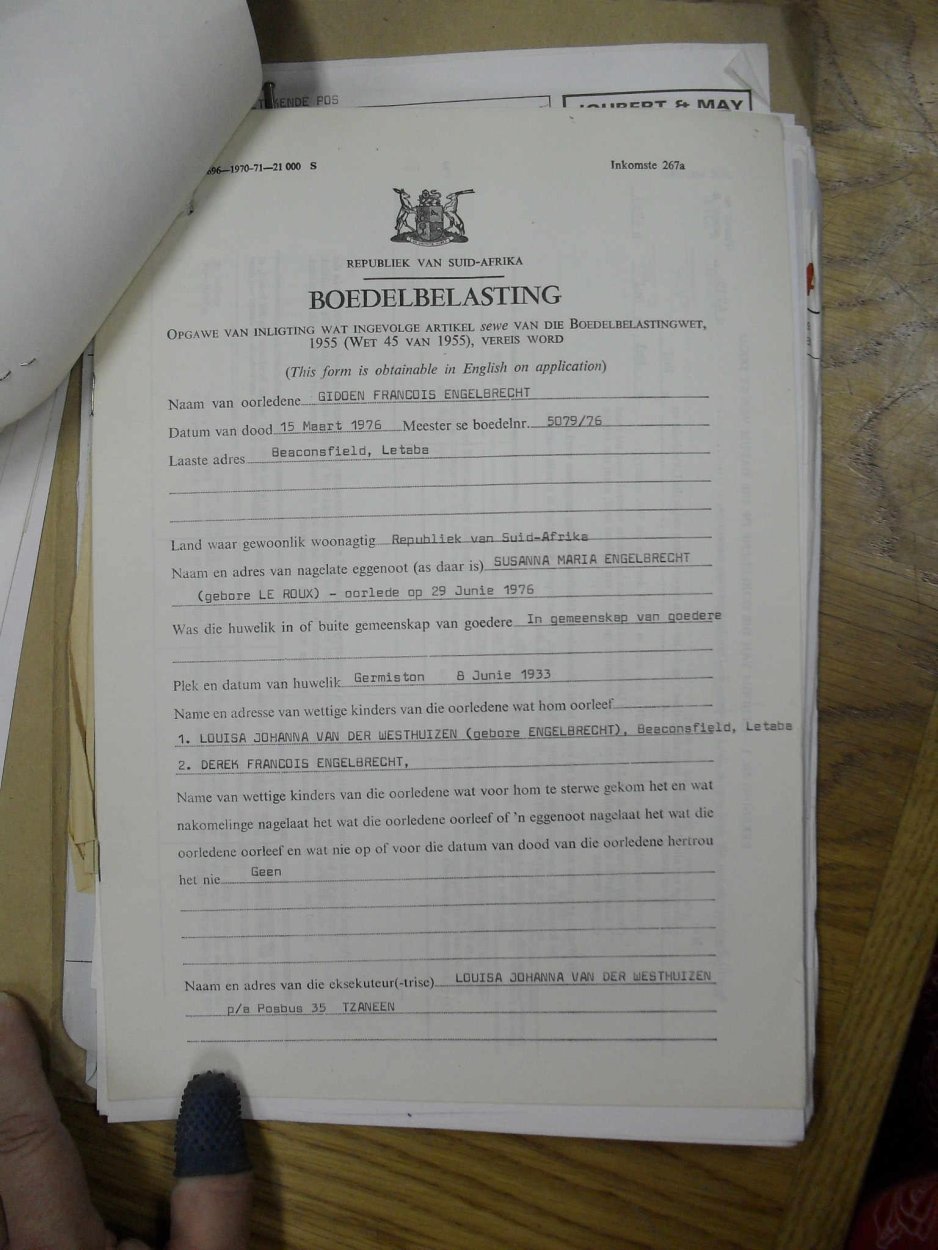 KENDE POS
JOUBERT & MAY
696—1970-71—21 000 S
Inkomste 267a
REPUBLIEK VAN SUID-AFRIKA
BOEDELBELASTING
OPGAWE VAN INLIGTING WAT INGEVOLGE ARTIKEL sewe VAN DIE BOEDELBELASTINGWET,
1955 (WET 45 VAN 1955), VEREIS WORD
(This form is obtainable in English on application)
Naam van oorledene GIDOEN FRANCOIS ENGELBRECHT
Datum van dood 15 Maart 1976 Meester se boedelnr. 5079/76
Laaste adres Beaconsfield, Letaba
Land waar gewoonlik woonagtig Republiek van Suid-Afrika
Naam en adres van nagelate eggenoot (as daar is) SUSANNA MARIA ENGELBRECHT
(gebore LE ROUX) - oorlede op 29 Junie 1976
Was die huwelik in of buite gemeenskap van goedere In gemeenskap van goedere
Plek en datum van huwelik Germiston 8 Junie 1933
Name en adresse van wettige kinders van die oorledene wat hom oorleef
1. LOUISA JOHANNA VAN DER WESTHUIZEN (gebore ENGELBRECHT), Beaconsfield, Letaba
2. DEREK FRANCOIS ENGELBRECHT,
Name van wettige kinders van die oorledene wat voor hom te sterwe gekom het en wat
nakomelinge nagelaat het wat die oorledene oorleef of 'n eggenoot nagelaat het wat die
oorledene oorleef en wat nie op of voor die datum van dood van die oorledene hertrou
het nie Geen
Naam en adres van die eksekuteur(-trise) LOUISA JOHANNA VAN DER WESTHUIZEN
p/a Posbus 35 TZANEEN